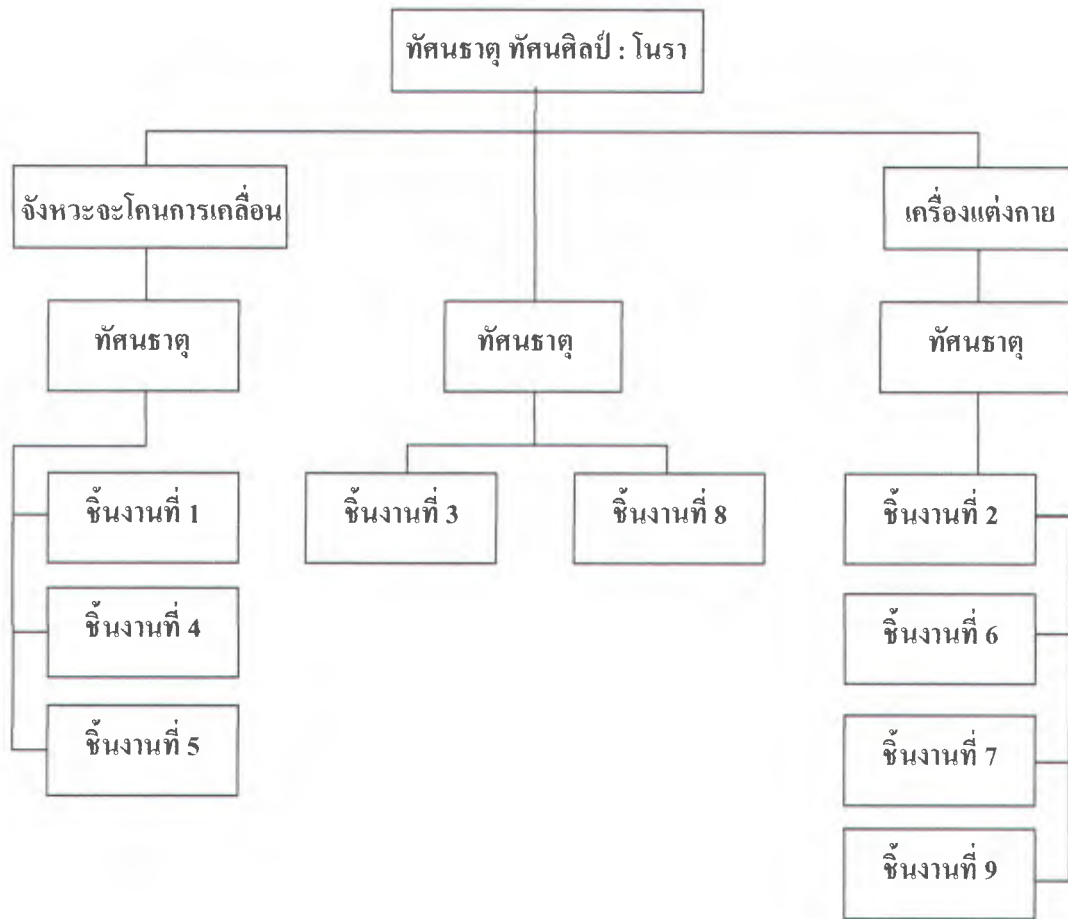 ทัศนธาตุ ทัศนศิลป์ : โนรา
จังหวะจะโคนการเคลื่อน
เครื่องแต่งกาย
ทัศนธาตุ
ทัศนธาตุ
ทัศนธาตุ
ชิ้นงานที่ 1
ชิ้นงานที่ 4
ชิ้นงานที่ 5
ชิ้นงานที่ 3
ชิ้นงานที่ 8
ชิ้นงานที่ 2
ชิ้นงานที่ 6
ชิ้นงานที่ 7
ชิ้นงานที่ 9